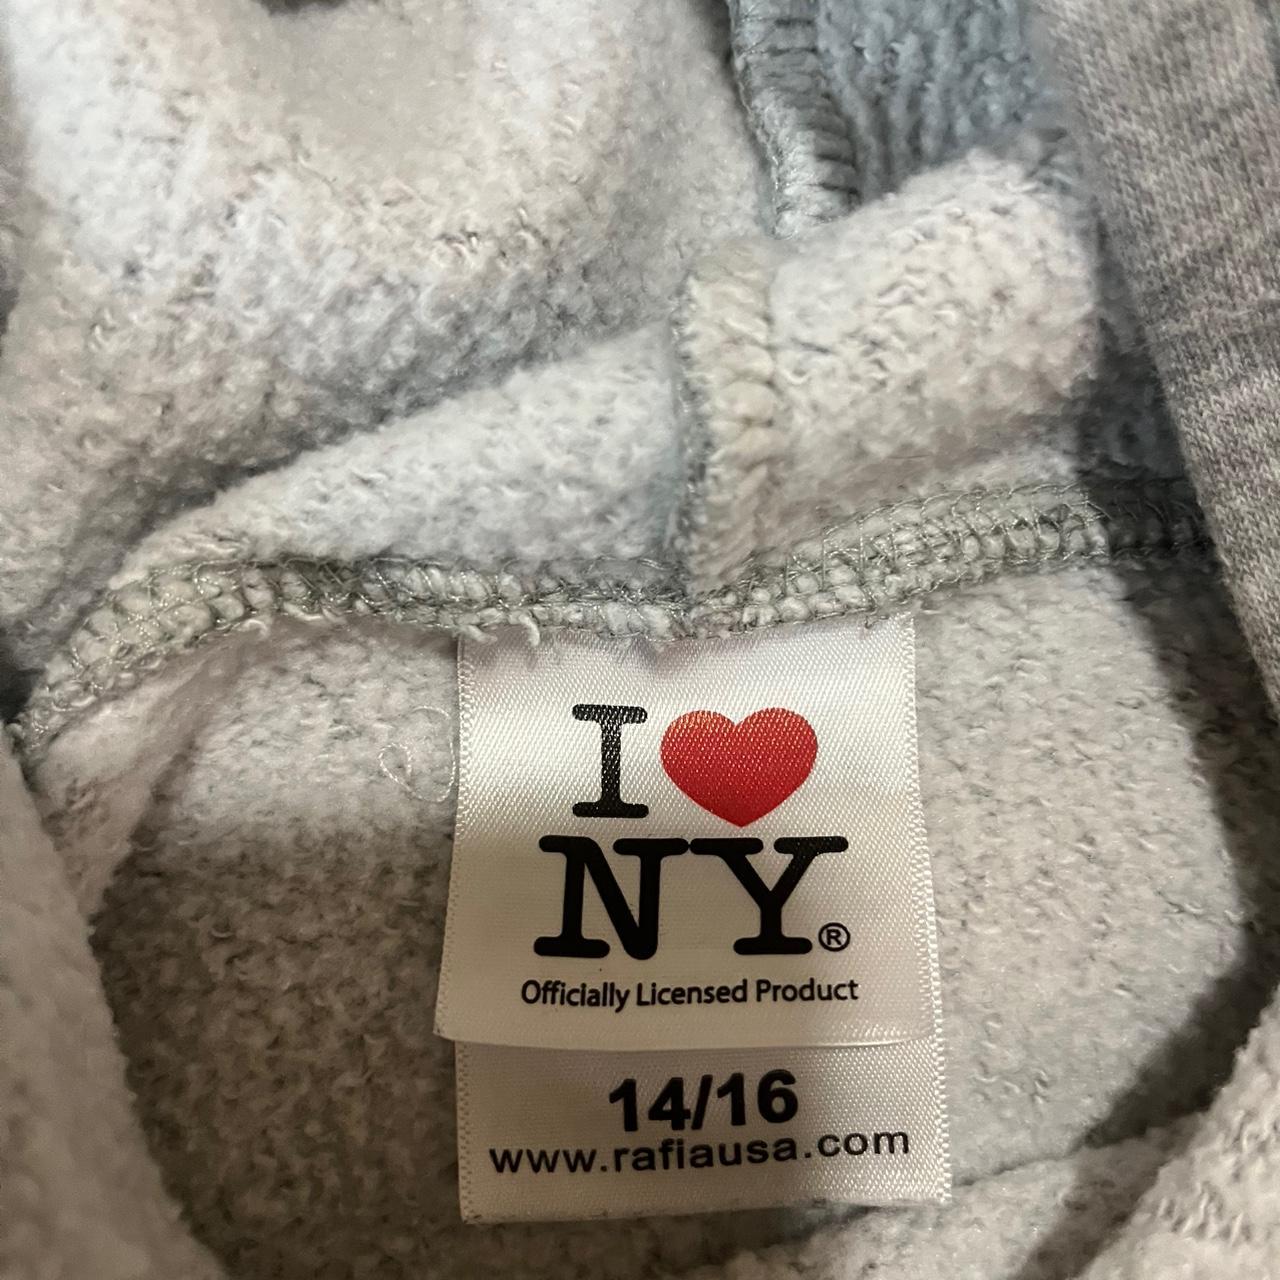 I ❤ NY®
Officially Licensed Product
14/16
www.rafiausa.com